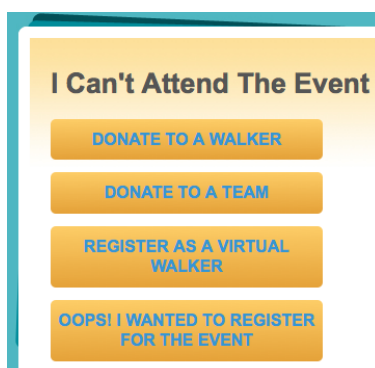 I Can't Attend The Event
DONATE TO A WALKER
DONATE TO A TEAM
REGISTER AS A VIRTUAL
WALKER
OOPS! I WANTED TO REGISTER
FOR THE EVENT